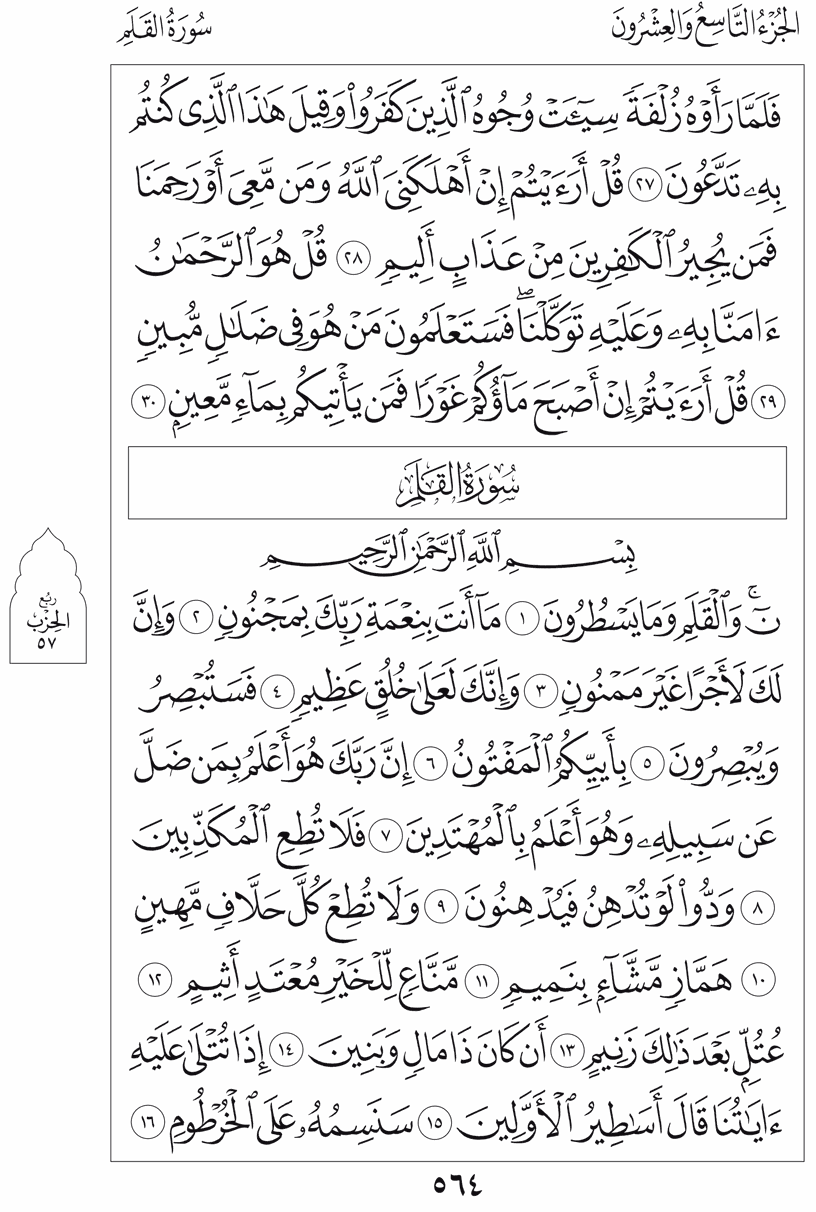 الجُزْءُ التَّاسِعُ وَالعِشْرُونَ
سُورَةُ القَلَمِ
فَلَمَّا رَأَوْهُ زُلْفَةً سِيٓـَٔتْ وُجُوهُ ٱلَّذِينَ كَفَرُوا۟ وَقِيلَ هَٰذَا ٱلَّذِى كُنتُم
بِهِۦ تَدَّعُونَ ٢٧ قُلْ أَرَءَيْتُمْ إِنْ أَهْلَكَنِىَ ٱللَّهُ وَمَن مَّعِىَ أَوْ رَحِمَنَا
فَمَن يُجِيرُ ٱلْكَٰفِرِينَ مِنْ عَذَابٍ أَلِيمٍ ٢٨ قُلْ هُوَ ٱلرَّحْمَٰنُ
ءَامَنَّا بِهِۦ وَعَلَيْهِ تَوَكَّلْنَا ۖ فَسَتَعْلَمُونَ مَنْ هُوَ فِى ضَلَٰلٍ مُّبِينٍ
٢٩ قُلْ أَرَءَيْتُمْ إِنْ أَصْبَحَ مَآؤُكُمْ غَوْرًا فَمَن يَأْتِيكُم بِمَآءٍ مَّعِينٍ ٣٠
سُورَةُ القَلَمِ
بِسْمِ ٱللَّهِ ٱلرَّحْمَٰنِ ٱلرَّحِيمِ
نٓ ۚ وَٱلْقَلَمِ وَمَا يَسْطُرُونَ ١ مَآ أَنتَ بِنِعْمَةِ رَبِّكَ بِمَجْنُونٍ ٢ وَإِنَّ
لَكَ لَأَجْرًا غَيْرَ مَمْنُونٍ ٣ وَإِنَّكَ لَعَلَىٰ خُلُقٍ عَظِيمٍ ٤ فَسَتُبْصِرُ
وَيُبْصِرُونَ ٥ بِأَييِّكُمُ ٱلْمَفْتُونُ ٦ إِنَّ رَبَّكَ هُوَ أَعْلَمُ بِمَن ضَلَّ
عَن سَبِيلِهِۦ وَهُوَ أَعْلَمُ بِٱلْمُهْتَدِينَ ٧ فَلَا تُطِعِ ٱلْمُكَذِّبِينَ
٨ وَدُّوا۟ لَوْ تُدْهِنُ فَيُدْهِنُونَ ٩ وَلَا تُطِعْ كُلَّ حَلَّافٍ مَّهِينٍ
١٠ هَمَّازٍ مَّشَّآءٍۭ بِنَمِيمٍ ١١ مَّنَّاعٍ لِّلْخَيْرِ مُعْتَدٍ أَثِيمٍ ١٢
عُتُلٍّۭ بَعْدَ ذَٰلِكَ زَنِيمٍ ١٣ أَن كَانَ ذَا مَالٍ وَبَنِينَ ١٤ إِذَا تُتْلَىٰ عَلَيْهِ
ءَايَٰتُنَا قَالَ أَسَٰطِيرُ ٱلْأَوَّلِينَ ١٥ سَنَسِمُهُۥ عَلَى ٱلْخُرْطُومِ ١٦
رُبْعُ
الحِزْب
٥٧
٥٦٤